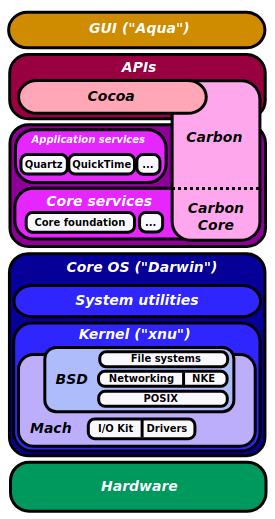 GUI ("Aqua")
APIs
Cocoa
Carbon
Application services
Quartz QuickTime ...
Core services
Core foundation ...
Carbon
Core
Core OS ("Darwin")
System utilities
Kernel ("xnu")
File systems
BSD
Networking NKE
POSIX
Mach
I/O Kit Drivers
Hardware